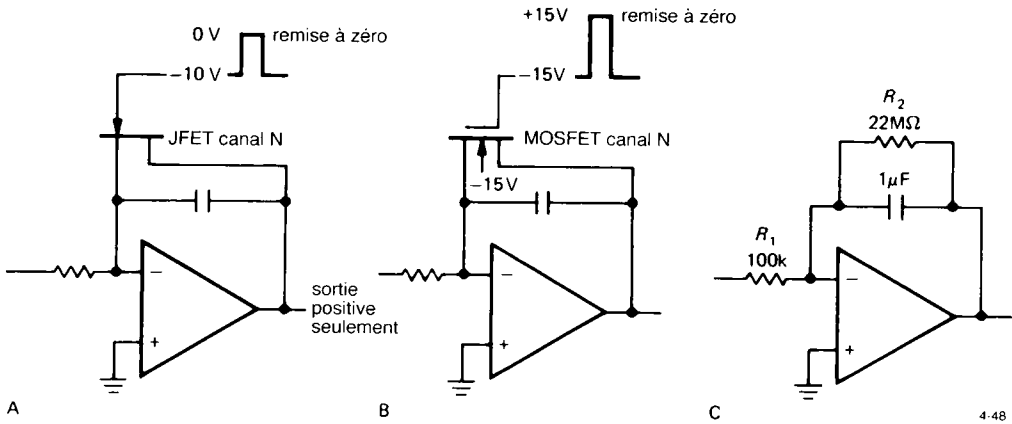 0 V
remise à zéro
−10 V
JFET canal N
−
+
sortie
positive
seulement
A
+15V
remise à zéro
−15V
MOSFET canal N
−15V
−
+
B
R2
22MΩ
1μF
R1
100k
−
+
C
4-48